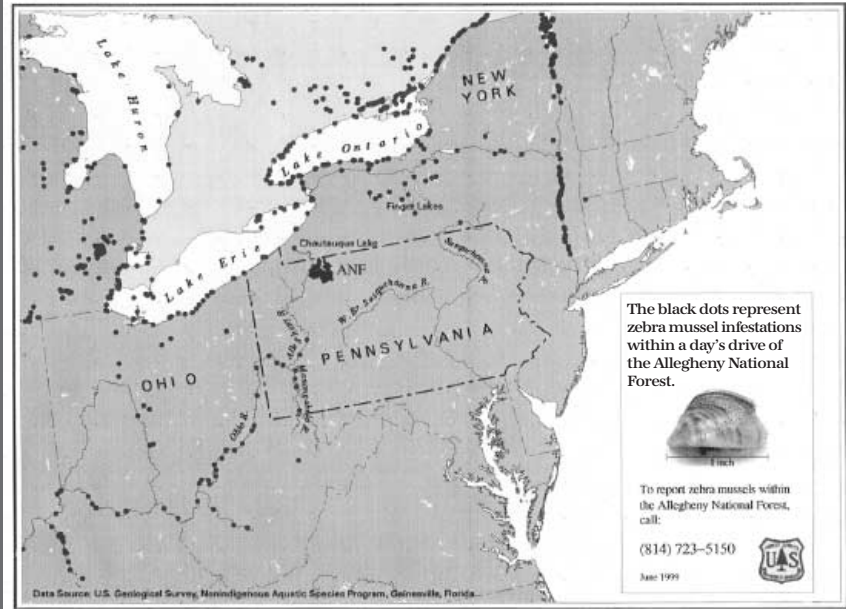 Lake Huron
NEW
YORK
Lake Ontario
Finger Lakes
Lake Erie
Chautauqua Lake
ANF
Susquehanna R.
W. Br. Susquehanna R.
PENNSYLVANIA
OHIO
Ohio R.
The black dots represent
zebra mussel infestations
within a day's drive of
the Allegheny National
Forest.
1 inch
To report zebra mussels within
the Allegheny National Forest,
call:
(814) 723–5150
June 1999
U S
Data Source: U.S. Geological Survey, Nonindigenous Aquatic Species Program, Gainesville, Florida